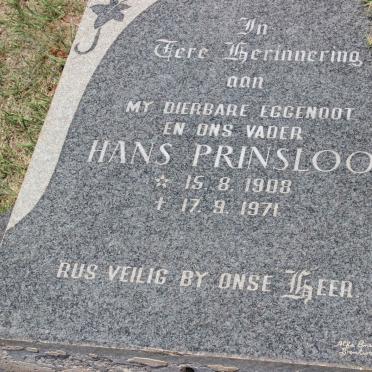 In
Tere Herinnering
aan
MY DIERBARE EGGENOOT
EN ONS VADER
HANS PRINSLOO
☆ 15. 8. 1908
† 17. 9. 1971
RUS VEILIG BY ONSE HEER